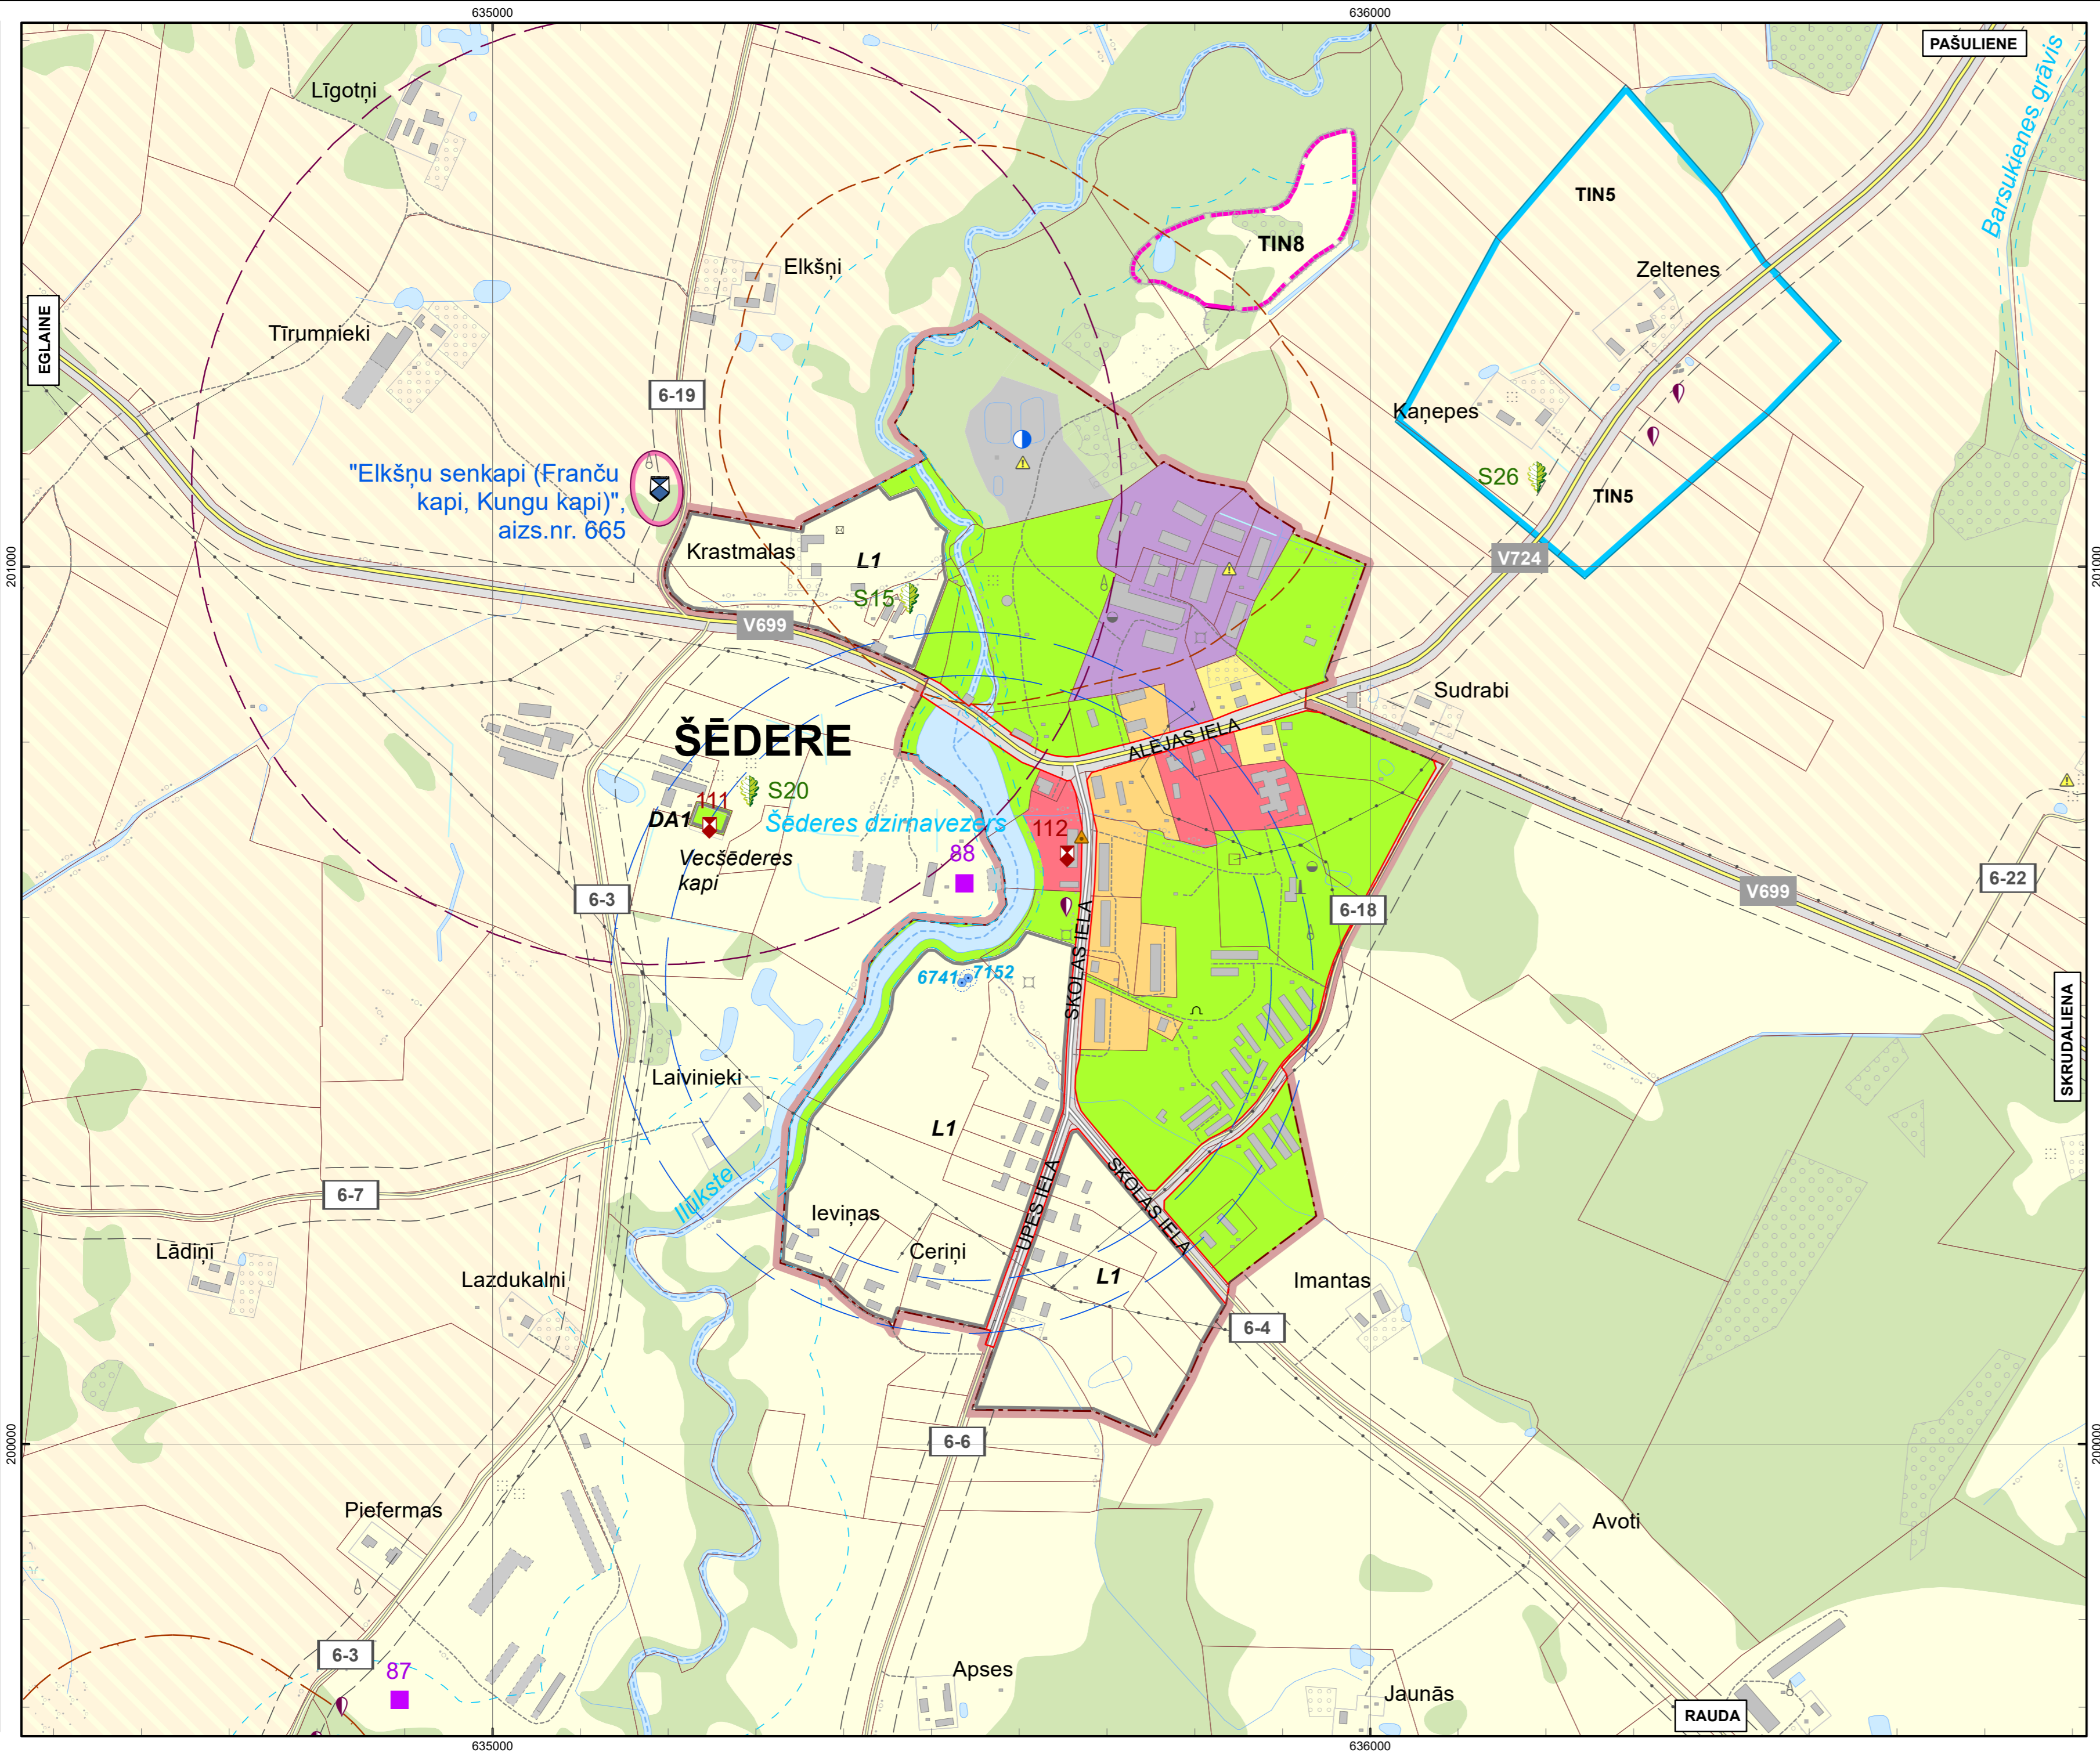 635000
636000
PAŠULIENE
Līgotņi
Barsukienes grāvis
TIN5
TIN8
Elkšņi
Zeltenes
EGLAINE
Tīrumnieki
6-19
Kaņepes
"Elkšņu senkapi (Franču
kapi, Kungu kapi)",
aizs.nr. 665
S26
TIN5
Krastmalas
L1
V724
201000
201000
S15
V699
Sudrabi
ŠĒDERE
ALEJAS IELA
S20
111
DA1
Šēderes dzirnavezers
112
Vecšēderes
kapi
88
6-3
6-18
V699
6-22
SKOLAS IELA
6741
7152
SKRUDALIENA
Laivinieki
L1
Ilūkste
6-7
UPES IELA
SKOLAS IELA
Ieviņas
Lādiņi
Ceriņi
Lazdukalni
L1
Imantas
6-4
6-6
200000
200000
Piefermas
Avoti
6-3
87
Apses
Jaunās
RAUDA
635000
636000